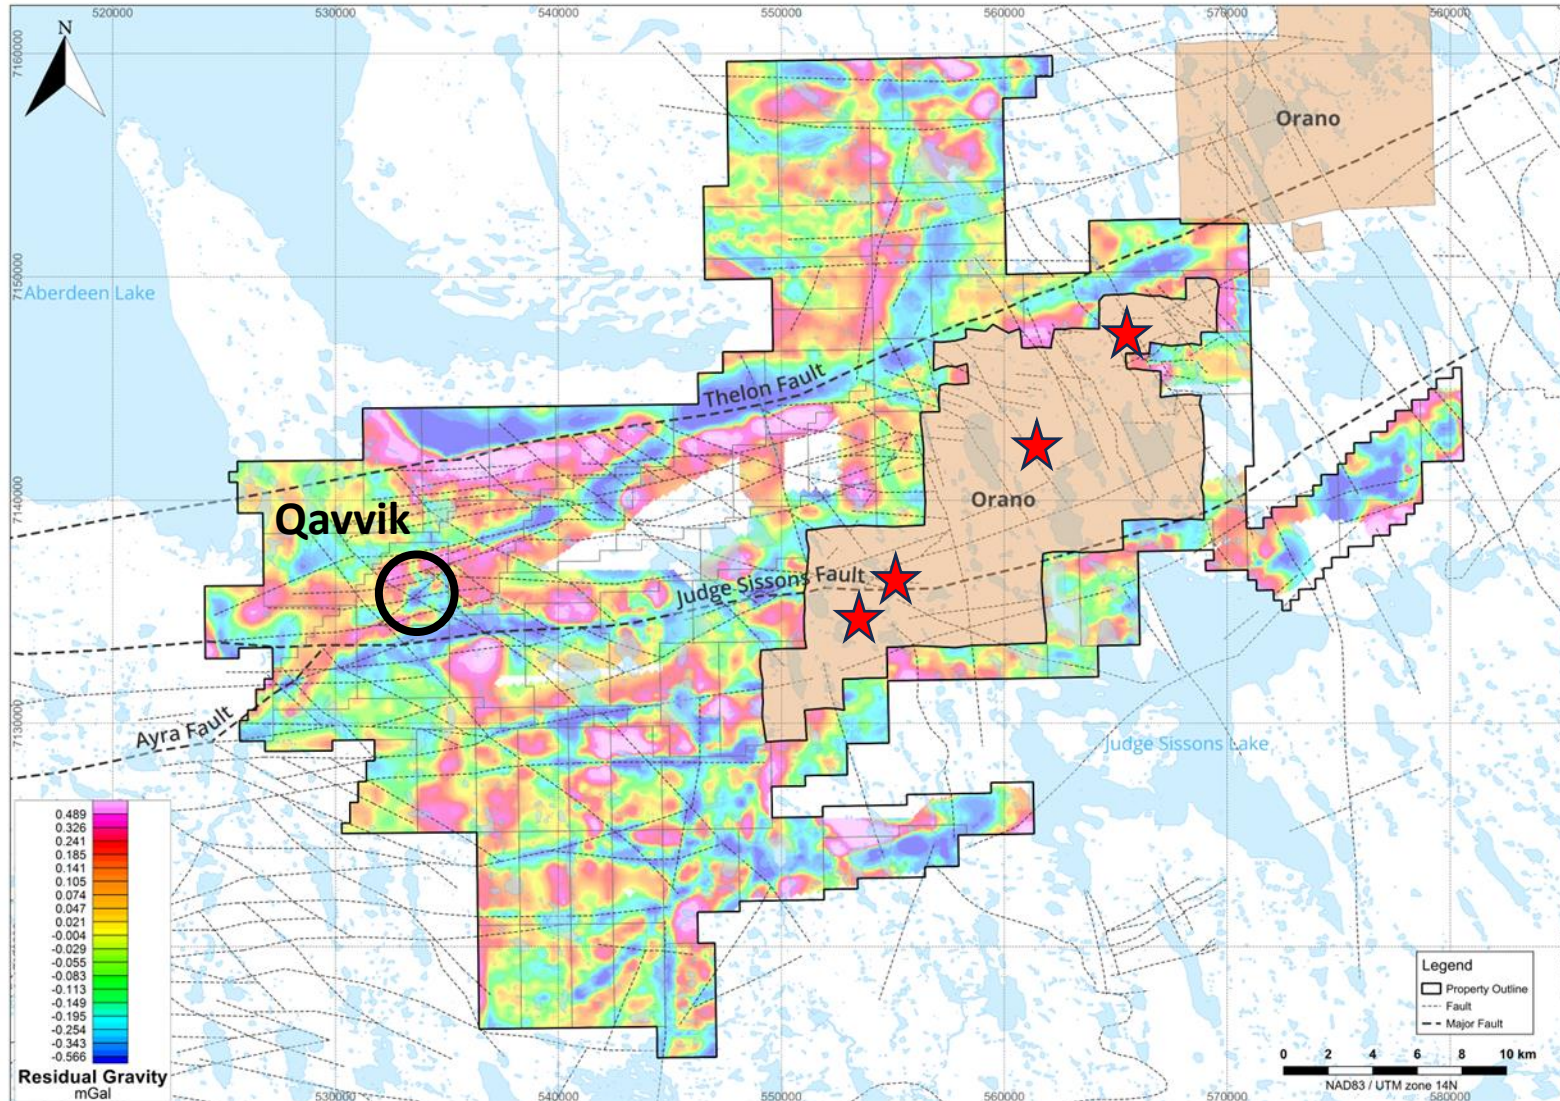 520000
530000
540000
550000
560000
570000
580000
7160000
N
Orano
7150000
Aberdeen Lake
Thelon Fault
7140000
Orano
Qavvik
Judge Sissons Fault
Ayra Fault
7130000
Judge Sissons Lake
0.489
0.326
0.241
0.185
0.141
0.105
0.074
0.047
0.021
-0.004
-0.029
-0.055
-0.083
-0.113
-0.149
-0.195
-0.254
-0.343
-0.566
Residual Gravity
mGal
Legend
Property Outline
Fault
Major Fault
0 2 4 6 8 10 km
NAD83 / UTM zone 14N
530000
540000
550000
560000
570000
580000